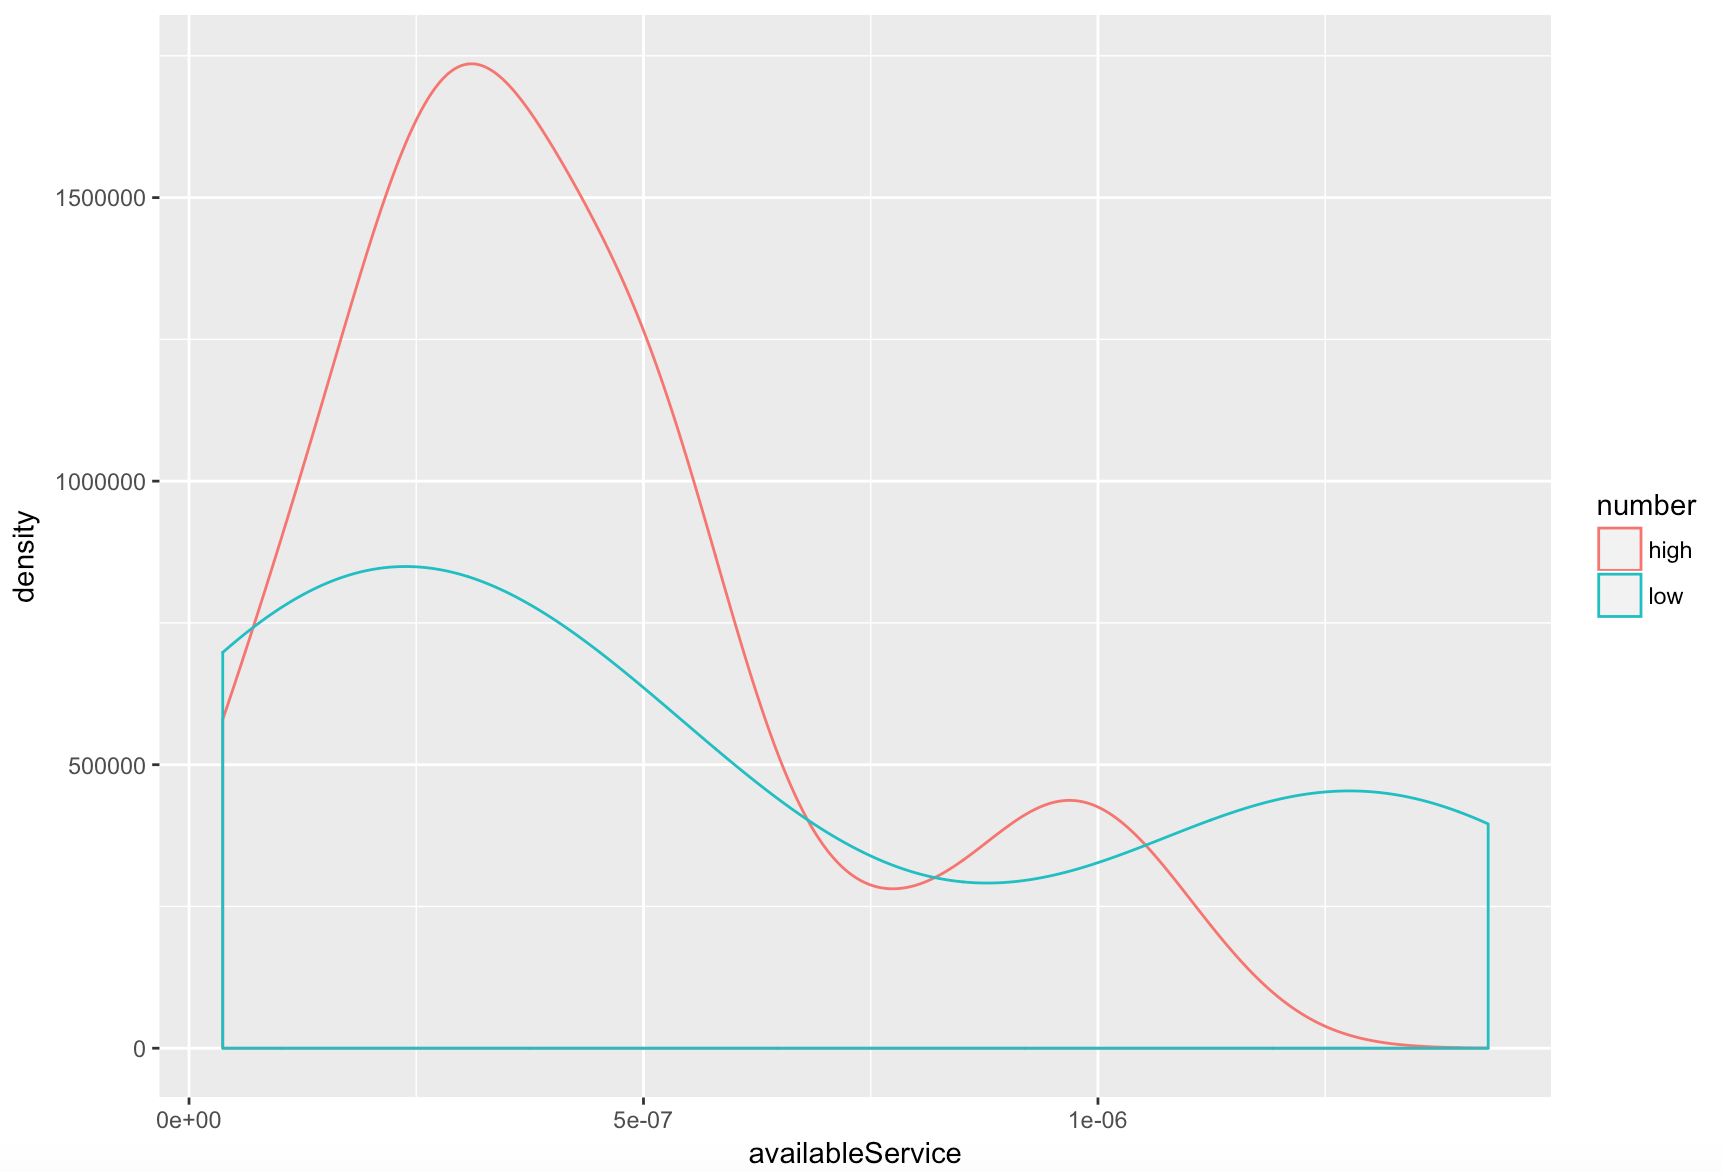 density
1500000
1000000
500000
0
0e+00
5e-07
1e-06
availableService
number
high
low